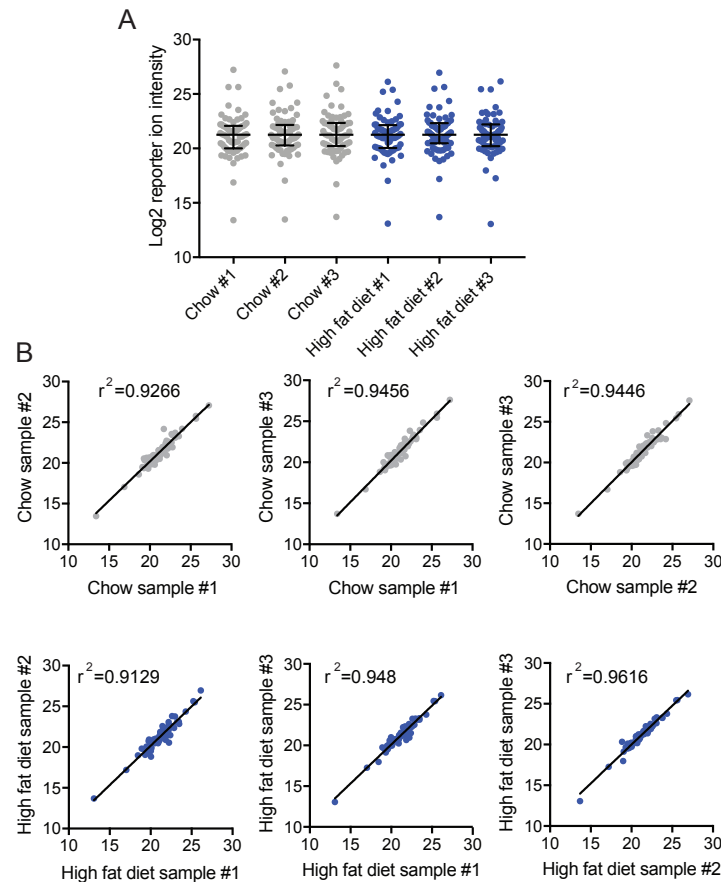 A
Log2 reporter ion intensity
30
25
20
15
10
Chow #1
Chow #2
Chow #3
High fat diet #1
High fat diet #2
High fat diet #3
B
Chow sample #2
30
25
20
15
10
r²=0.9266
10 15 20 25 30
Chow sample #1
Chow sample #3
30
25
20
15
10
r²=0.9456
10 15 20 25 30
Chow sample #1
Chow sample #3
30
25
20
15
10
r²=0.9446
10 15 20 25 30
Chow sample #2
High fat diet sample #2
30
25
20
15
10
r²=0.9129
10 15 20 25 30
High fat diet sample #1
High fat diet sample #3
30
25
20
15
10
r²=0.948
10 15 20 25 30
High fat diet sample #1
High fat diet sample #3
30
25
20
15
10
r²=0.9616
10 15 20 25 30
High fat diet sample #2